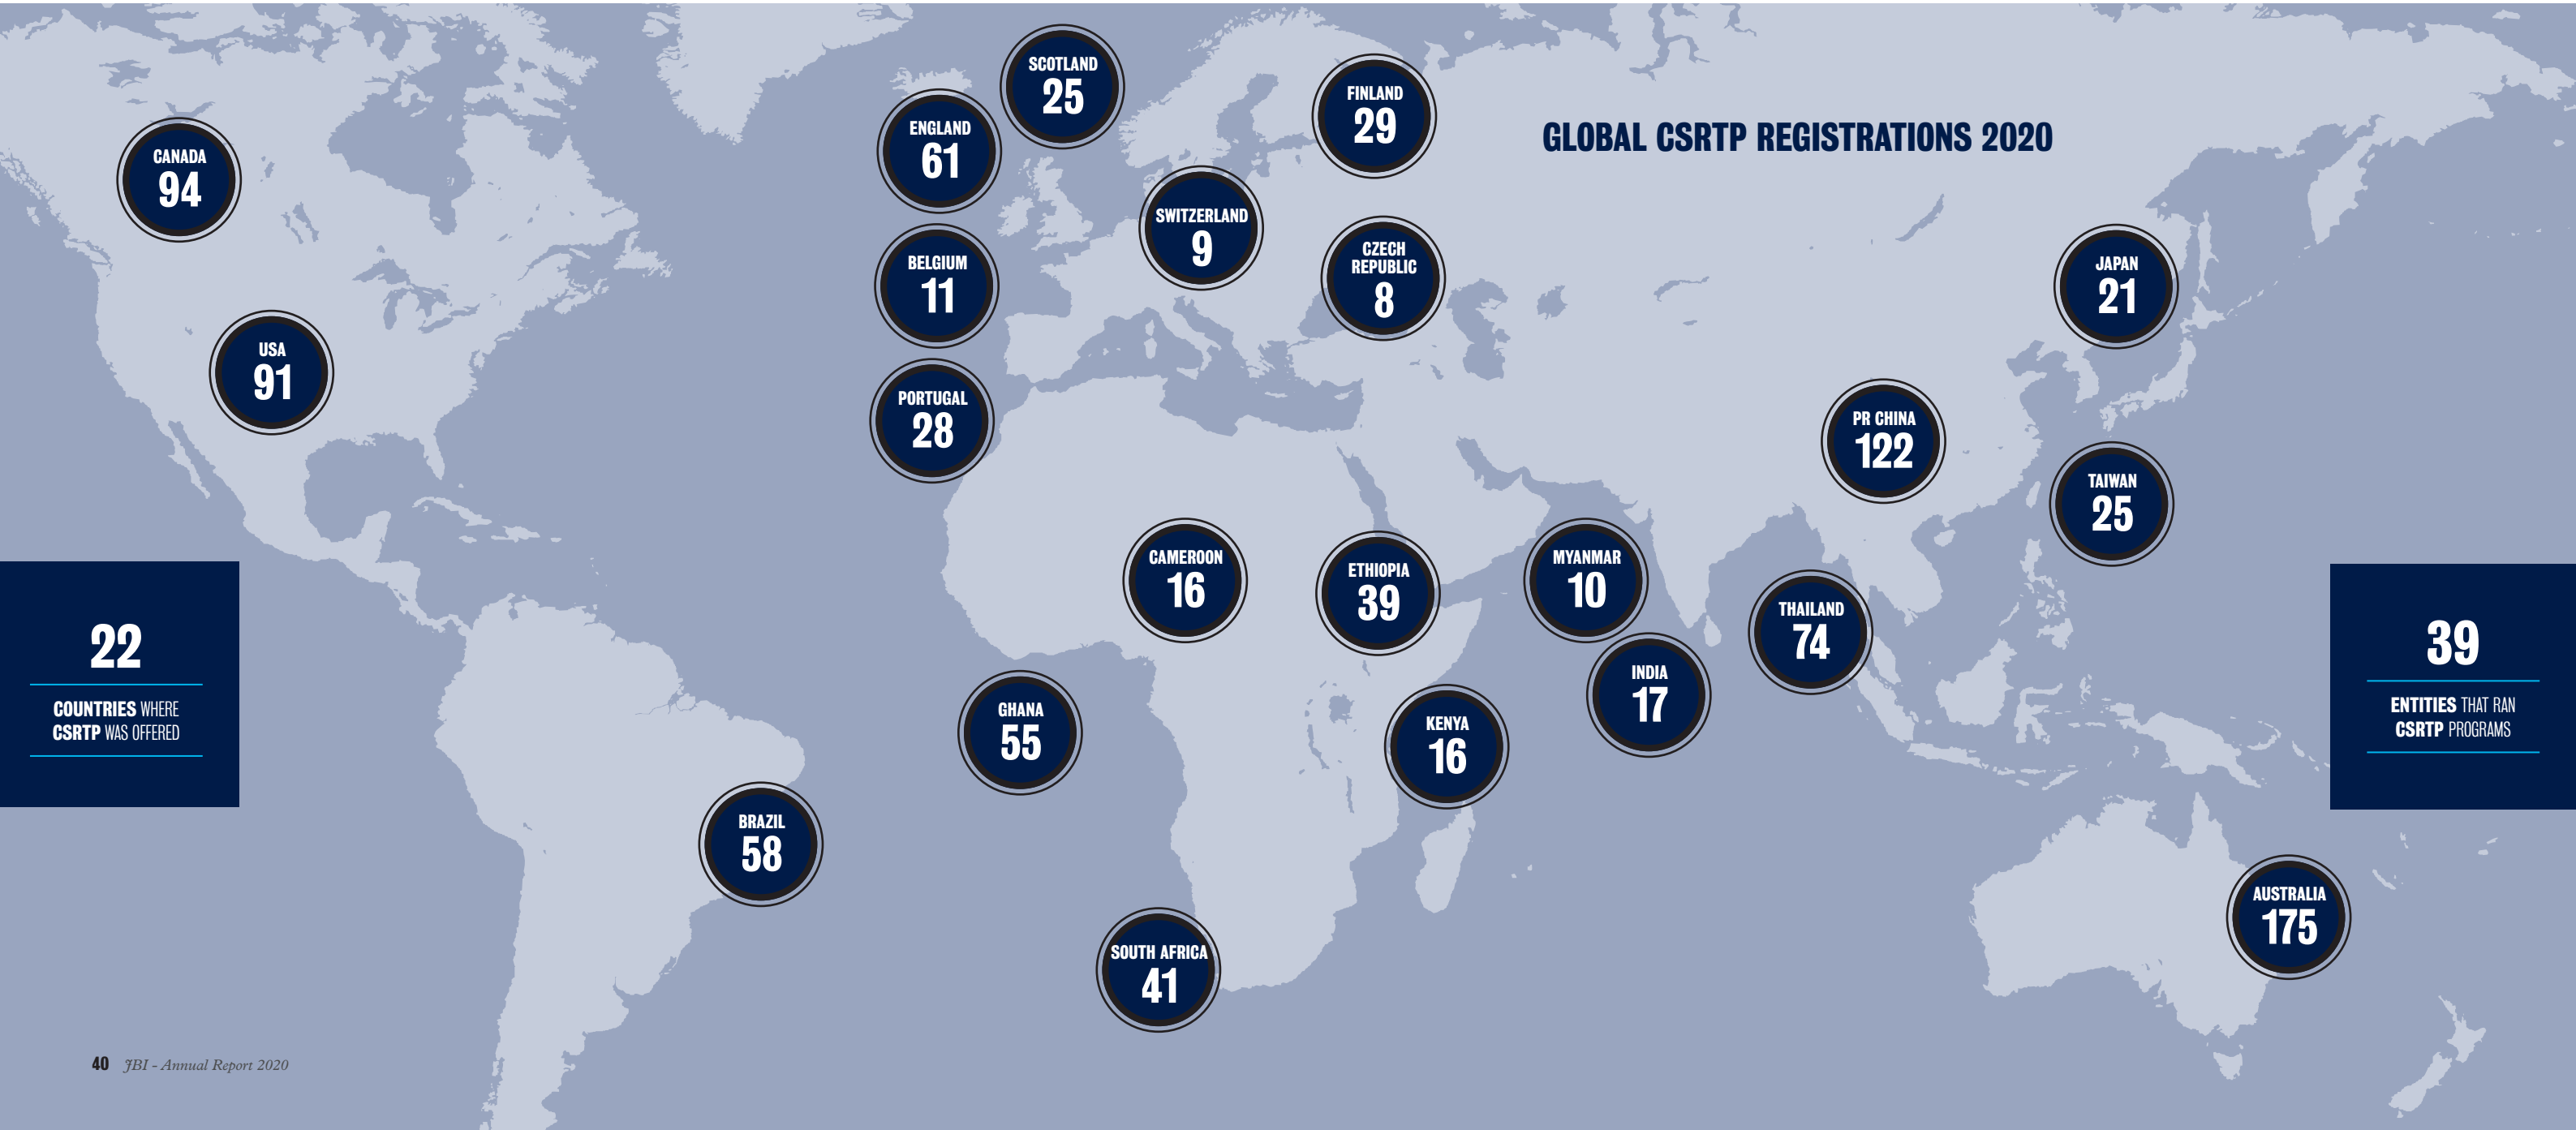 GLOBAL CSRTP REGISTRATIONS 2020
SCOTLAND
25
FINLAND
29
ENGLAND
61
CANADA
94
SWITZERLAND
9
CZECH
REPUBLIC
8
BELGIUM
11
JAPAN
21
USA
91
PORTUGAL
28
PR CHINA
122
TAIWAN
25
CAMEROON
16
ETHIOPIA
39
MYANMAR
10
THAILAND
74
INDIA
17
GHANA
55
KENYA
16
BRAZIL
58
AUSTRALIA
175
SOUTH AFRICA
41
22
COUNTRIES WHERE
CSRTP WAS OFFERED
39
ENTITIES THAT RAN
CSRTP PROGRAMS
40 JBI - Annual Report 2020